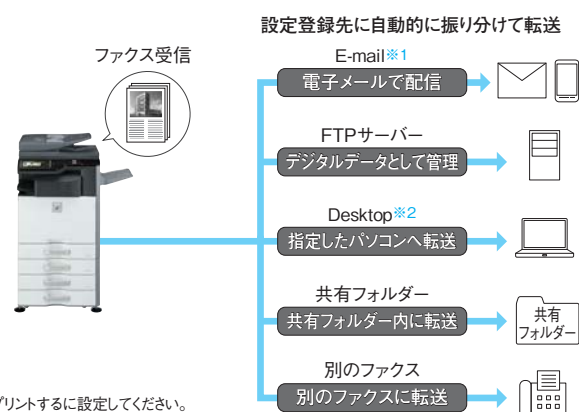 設定登録先に自動的に振り分けて転送
ファクス受信
E-mail※1
電子メールで配信
FTPサーバー
デジタルデータとして管理
Desktop※2
指定したパソコンへ転送
共有フォルダー
共有フォルダー内に転送
共有
フォルダー
別のファクス
別のファクスに転送
プリントするに設定してください。